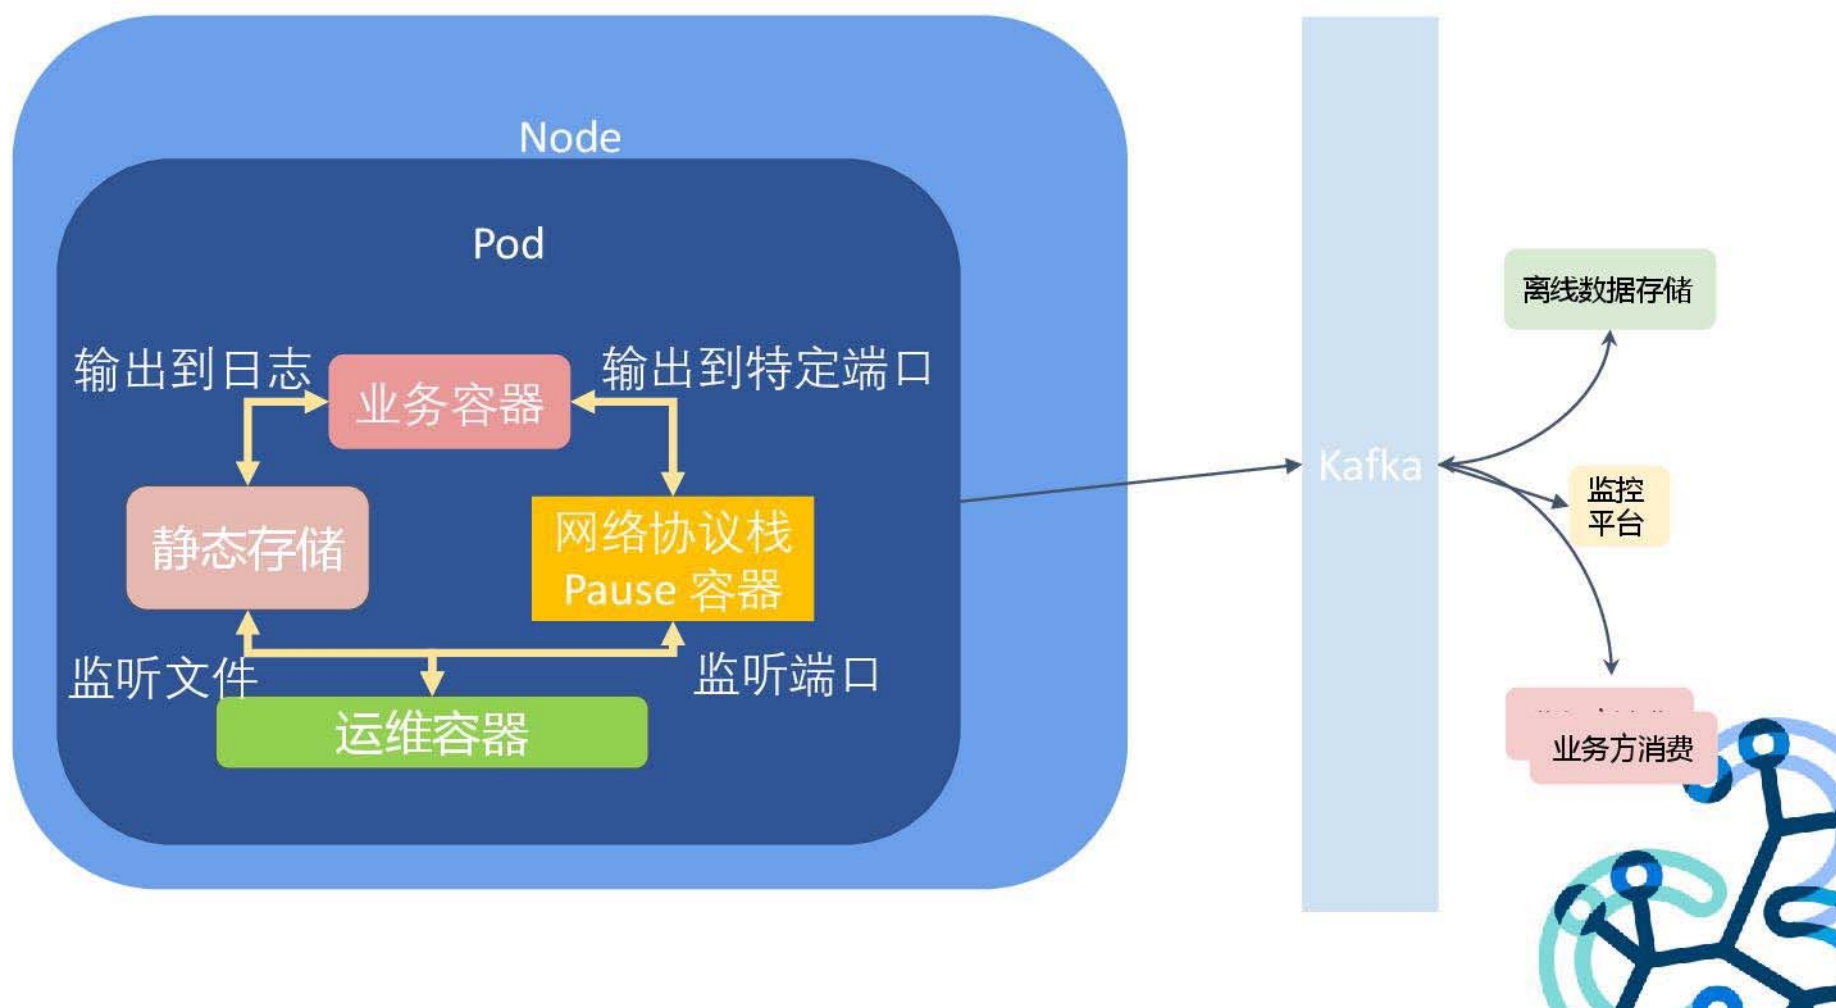 Node
Pod
输出到日志
业务容器
输出到特定端口
静态存储
网络协议栈
Pause 容器
监听文件
监听端口
运维容器
Kafka
离线数据存储
监控
平台
业务方消费